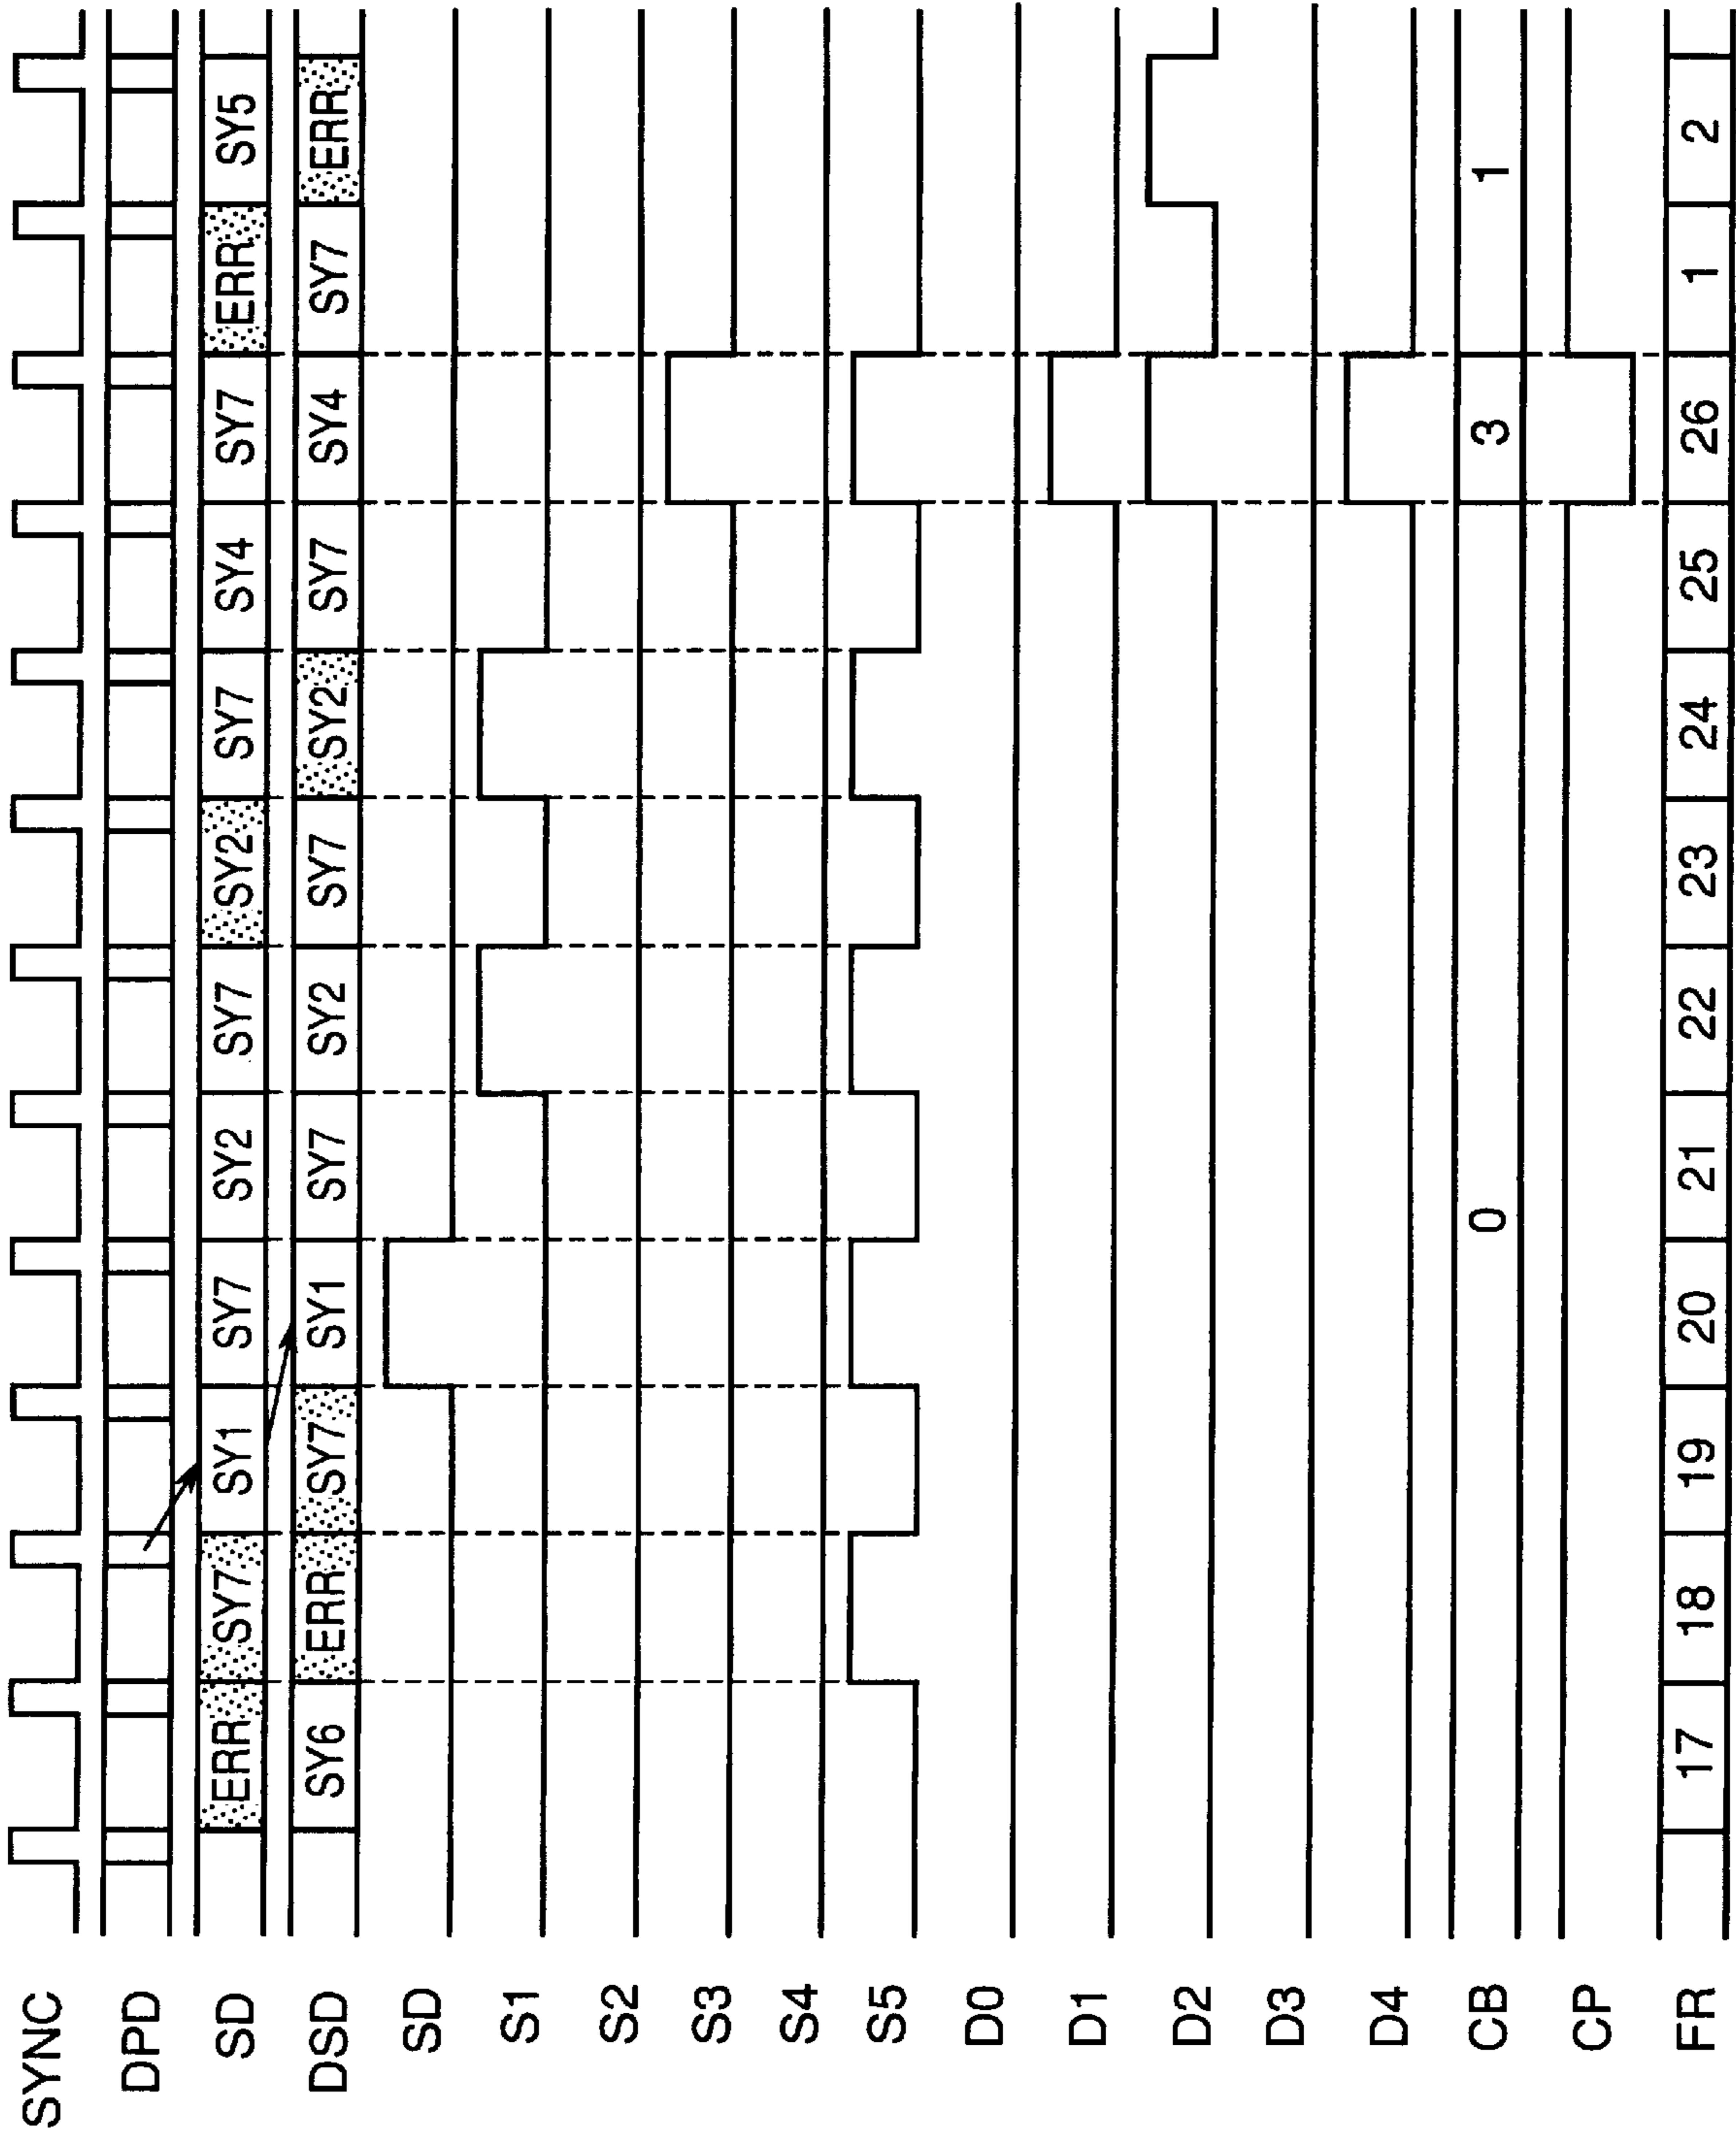 SYNC
DPD
SD ERR SY7 SY1 SY7 SY2 SY7 SY2 SY7 SY4 SY7 ERR SY5
DSD SY6 ERR SY7 SY1 SY7 SY2 SY7 SY2 SY7 SY4 SY7 ERR
SD
S1
S2
S3
S4
S5
D0
D1
D2
D3
D4
CB 0 3 1
CP
FR 17 18 19 20 21 22 23 24 25 26 1 2